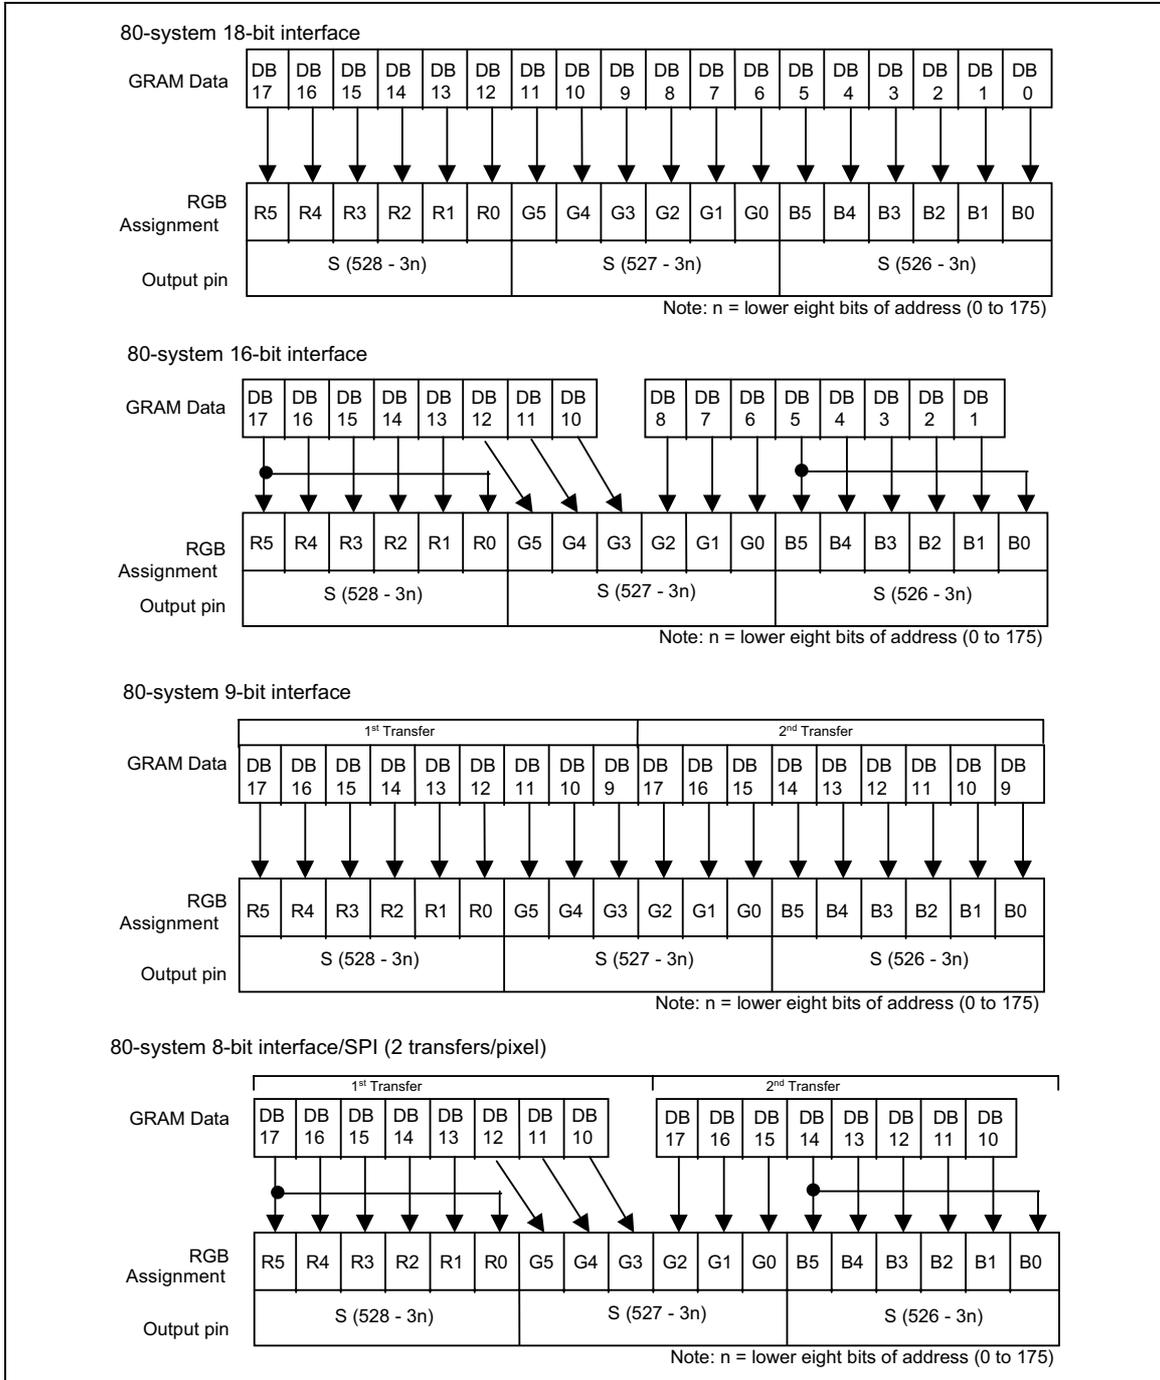 80-system 18-bit interface
GRAM Data
DB 17 DB 16 DB 15 DB 14 DB 13 DB 12 DB 11 DB 10 DB 9 DB 8 DB 7 DB 6 DB 5 DB 4 DB 3 DB 2 DB 1 DB 0
RGB Assignment
R5 R4 R3 R2 R1 R0 G5 G4 G3 G2 G1 G0 B5 B4 B3 B2 B1 B0
Output pin
S (528 - 3n) S (527 - 3n) S (526 - 3n)
Note: n = lower eight bits of address (0 to 175)
80-system 16-bit interface
GRAM Data
DB 17 DB 16 DB 15 DB 14 DB 13 DB 12 DB 11 DB 10 DB 8 DB 7 DB 6 DB 5 DB 4 DB 3 DB 2 DB 1
RGB Assignment
R5 R4 R3 R2 R1 R0 G5 G4 G3 G2 G1 G0 B5 B4 B3 B2 B1 B0
Output pin
S (528 - 3n) S (527 - 3n) S (526 - 3n)
Note: n = lower eight bits of address (0 to 175)
80-system 9-bit interface
1st Transfer 2nd Transfer
GRAM Data
DB 17 DB 16 DB 15 DB 14 DB 13 DB 12 DB 11 DB 10 DB 9 DB 17 DB 16 DB 15 DB 14 DB 13 DB 12 DB 11 DB 10 DB 9
RGB Assignment
R5 R4 R3 R2 R1 R0 G5 G4 G3 G2 G1 G0 B5 B4 B3 B2 B1 B0
Output pin
S (528 - 3n) S (527 - 3n) S (526 - 3n)
Note: n = lower eight bits of address (0 to 175)
80-system 8-bit interface/SPI (2 transfers/pixel)
1st Transfer 2nd Transfer
GRAM Data
DB 17 DB 16 DB 15 DB 14 DB 13 DB 12 DB 11 DB 10 DB 17 DB 16 DB 15 DB 14 DB 13 DB 12 DB 11 DB 10
RGB Assignment
R5 R4 R3 R2 R1 R0 G5 G4 G3 G2 G1 G0 B5 B4 B3 B2 B1 B0
Output pin
S (528 - 3n) S (527 - 3n) S (526 - 3n)
Note: n = lower eight bits of address (0 to 175)